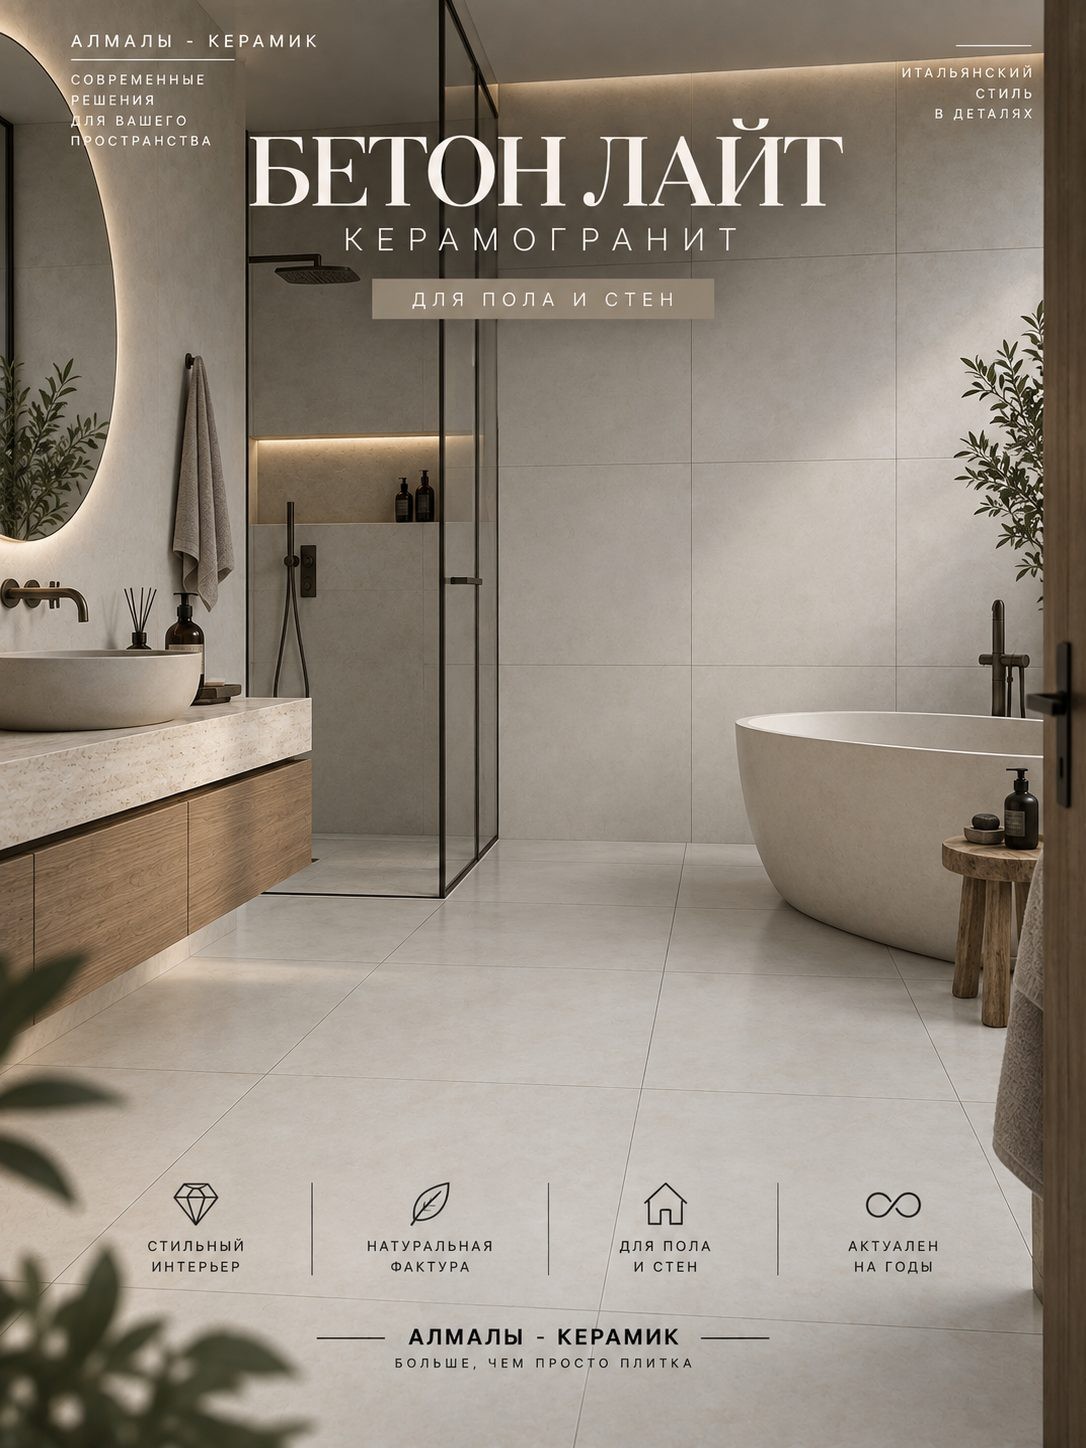 АЛМАЛЫ - КЕРАМИК
СОВРЕМЕННЫЕ
РЕШЕНИЯ
ДЛЯ ВАШЕГО
ПРОСТРАНСТВА
ИТАЛЬЯНСКИЙ
СТИЛЬ
В ДЕТАЛЯХ
БЕТОН ЛАЙТ
КЕРАМОГРАНИТ
ДЛЯ ПОЛА И СТЕН
СТИЛЬНЫЙ
ИНТЕРЬЕР
НАТУРАЛЬНАЯ
ФАКТУРА
ДЛЯ ПОЛА
И СТЕН
АКТУАЛЕН
НА ГОДЫ
АЛМАЛЫ - КЕРАМИК
БОЛЬШЕ, ЧЕМ ПРОСТО ПЛИТКА